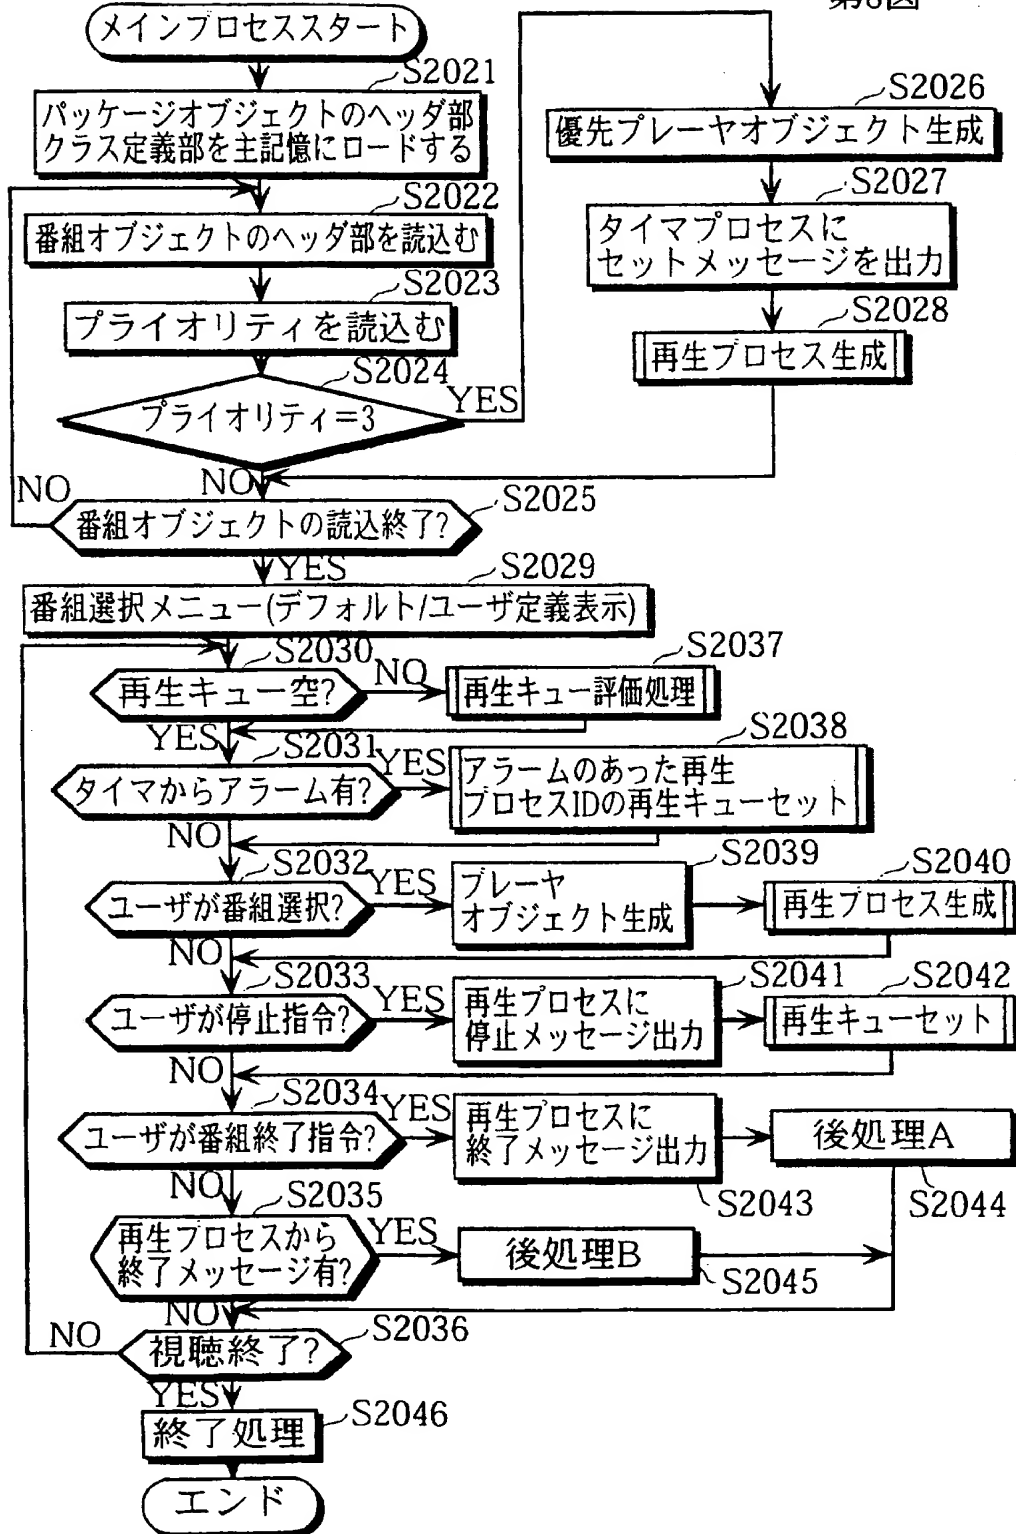 第8図
メインプロセススタート
S2021
パッケージオブジェクトのヘッダ部
クラス定義部を主記憶にロードする
S2022
番組オブジェクトのヘッダ部を読込む
S2023
プライオリティを読込む
S2024
プライオリティ=3
YES
NO
S2026
優先プレーヤオブジェクト生成
S2027
タイマプロセスに
セットメッセージを出力
S2028
再生プロセス生成
NO
S2025
番組オブジェクトの読込終了?
YES
S2029
番組選択メニュー(デフォルト/ユーザ定義表示)
S2030
再生キュー空?
NO
S2037
再生キュー評価処理
YES
S2031
タイマからアラーム有?
YES
S2038
アラームのあった再生
プロセスIDの再生キューセット
NO
S2032
ユーザが番組選択?
YES
S2039
プレーヤ
オブジェクト生成
S2040
再生プロセス生成
NO
S2033
ユーザが停止指令?
YES
S2041
再生プロセスに
停止メッセージ出力
S2042
再生キューセット
NO
S2034
ユーザが番組終了指令?
YES
再生プロセスに
終了メッセージ出力
S2043
後処理A
S2044
NO
S2035
再生プロセスから
終了メッセージ有?
YES
後処理B
S2045
NO
S2036
視聴終了?
NO
YES
S2046
終了処理
エンド